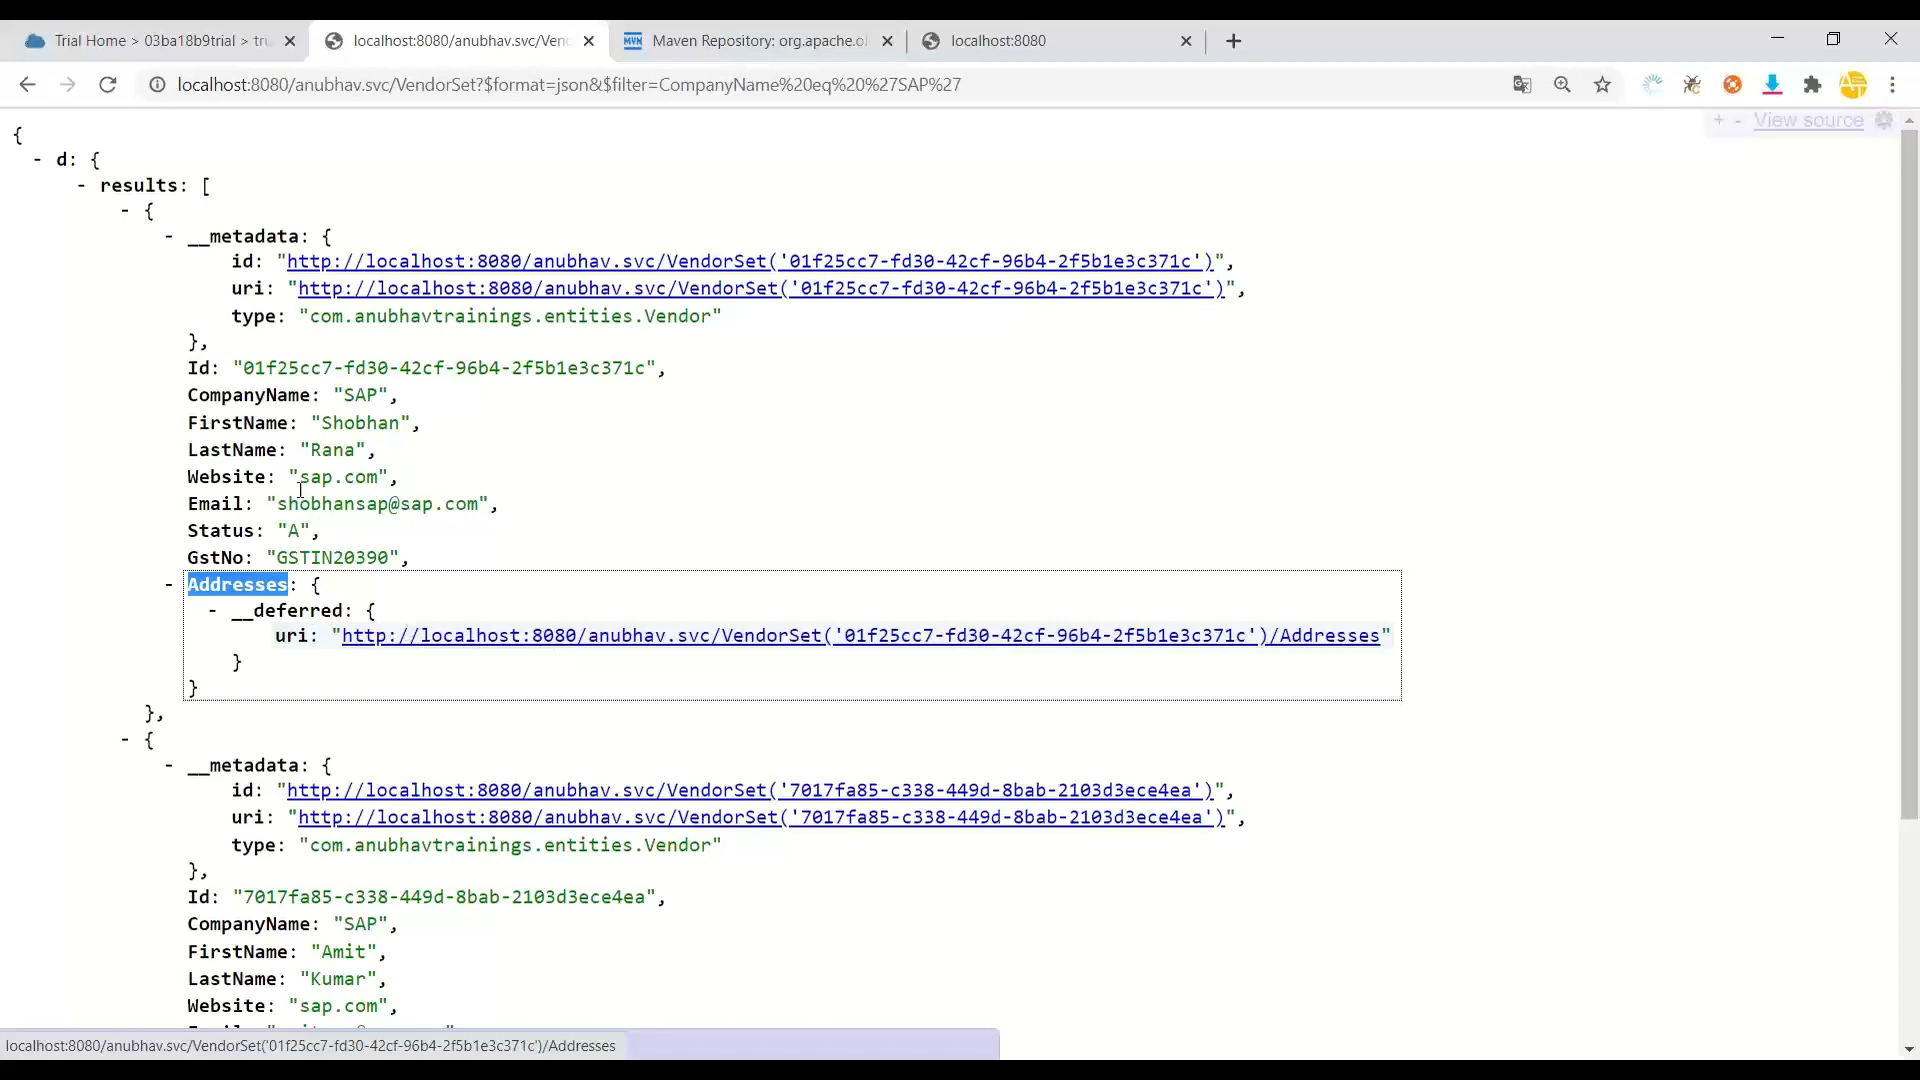 Trial Home > 03ba18b9trial > tru
localhost:8080/anubhav.svc/Venc
MVN Maven Repository: org.apache.ol
localhost:8080
localhost:8080/anubhav.svc/VendorSet?$format=json&$filter=CompanyName%20eq%20%27SAP%27
+ - View source
{
- d: {
- results: [
- {
- __metadata: {
id: "http://localhost:8080/anubhav.svc/VendorSet('01f25cc7-fd30-42cf-96b4-2f5b1e3c371c')",
uri: "http://localhost:8080/anubhav.svc/VendorSet('01f25cc7-fd30-42cf-96b4-2f5b1e3c371c')",
type: "com.anubhavtrainings.entities.Vendor"
},
Id: "01f25cc7-fd30-42cf-96b4-2f5b1e3c371c",
CompanyName: "SAP",
FirstName: "Shobhan",
LastName: "Rana",
Website: "sap.com",
Email: "shobhansap@sap.com",
Status: "A",
GstNo: "GSTIN20390",
- Addresses: {
- __deferred: {
uri: "http://localhost:8080/anubhav.svc/VendorSet('01f25cc7-fd30-42cf-96b4-2f5b1e3c371c')/Addresses"
}
}
},
- {
- __metadata: {
id: "http://localhost:8080/anubhav.svc/VendorSet('7017fa85-c338-449d-8bab-2103d3ece4ea')",
uri: "http://localhost:8080/anubhav.svc/VendorSet('7017fa85-c338-449d-8bab-2103d3ece4ea')",
type: "com.anubhavtrainings.entities.Vendor"
},
Id: "7017fa85-c338-449d-8bab-2103d3ece4ea",
CompanyName: "SAP",
FirstName: "Amit",
LastName: "Kumar",
Website: "sap.com",
localhost:8080/anubhav.svc/VendorSet('01f25cc7-fd30-42cf-96b4-2f5b1e3c371c')/Addresses